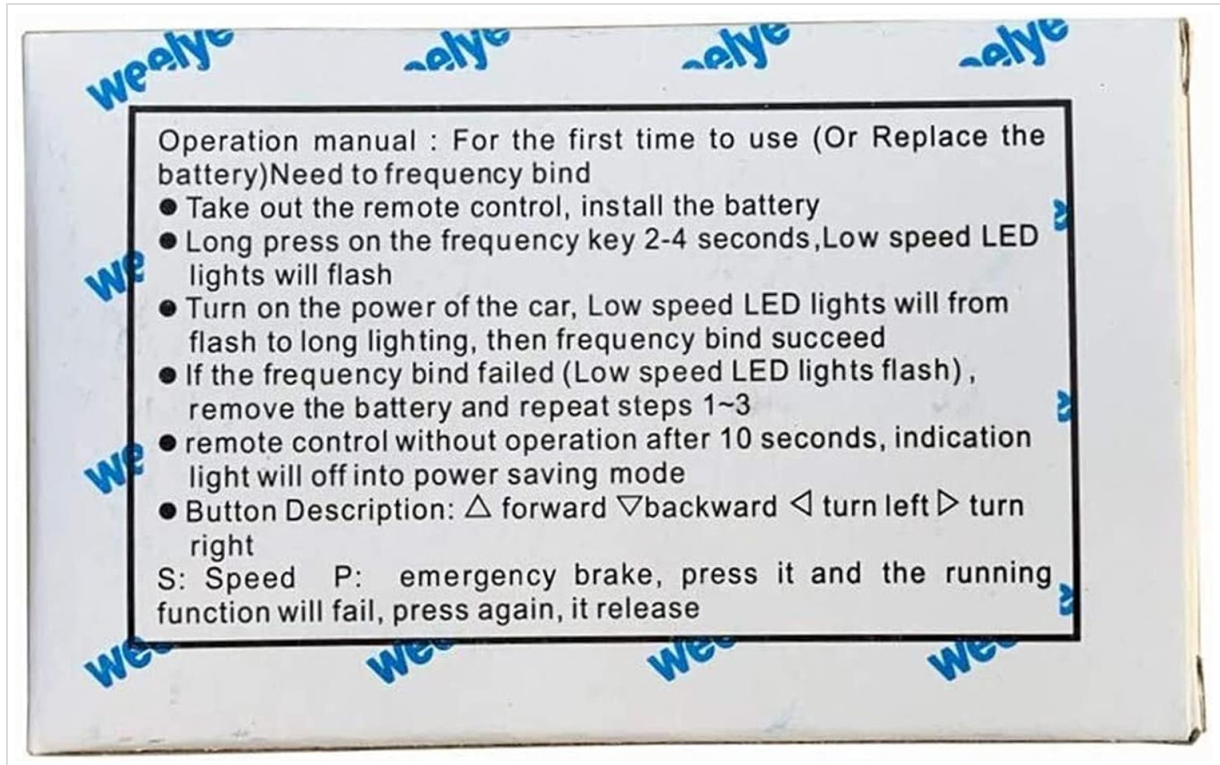 weelye eelye eelye eelye
Operation manual : For the first time to use (Or Replace the
battery)Need to frequency bind
● Take out the remote control, install the battery
● Long press on the frequency key 2-4 seconds,Low speed LED
lights will flash
● Turn on the power of the car, Low speed LED lights will from
flash to long lighting, then frequency bind succeed
● If the frequency bind failed (Low speed LED lights flash) ,
remove the battery and repeat steps 1~3
● remote control without operation after 10 seconds, indication
light will off into power saving mode
● Button Description: △ forward ▽backward ◁ turn left ▷ turn
right
S: Speed P: emergency brake, press it and the running
function will fail, press again, it release